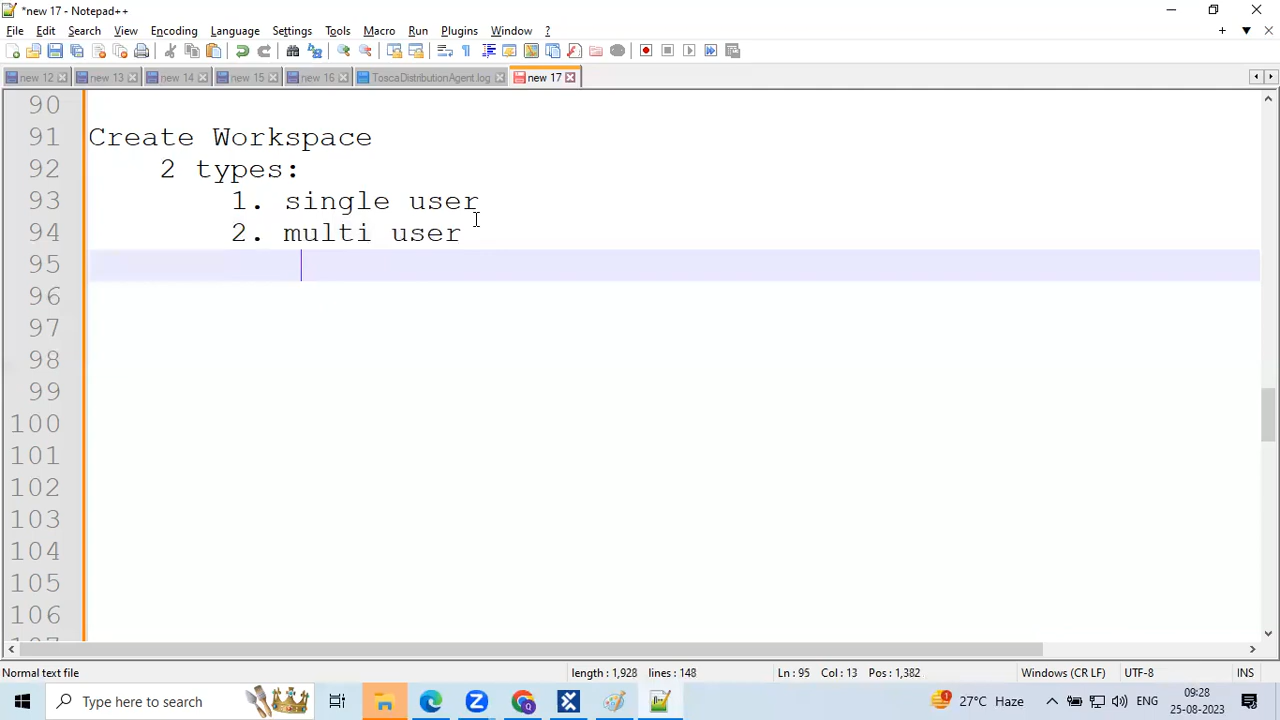 *new 17 - Notepad++
File Edit Search View Encoding Language Settings Tools Macro Run Plugins Window ?
new 12 new 13 new 14 new 15 new 16 ToscaDistributionAgent.log new 17
90
91 Create Workspace
92 2 types:
93 1. single user
94 2. multi user
95
96
97
98
99
100
101
102
103
104
105
106
Normal text file length : 1,928 lines : 148 Ln : 95 Col : 13 Pos : 1,382 Windows (CR LF) UTF-8 INS
Type here to search 27°C Haze ENG 09:28
25-08-2023